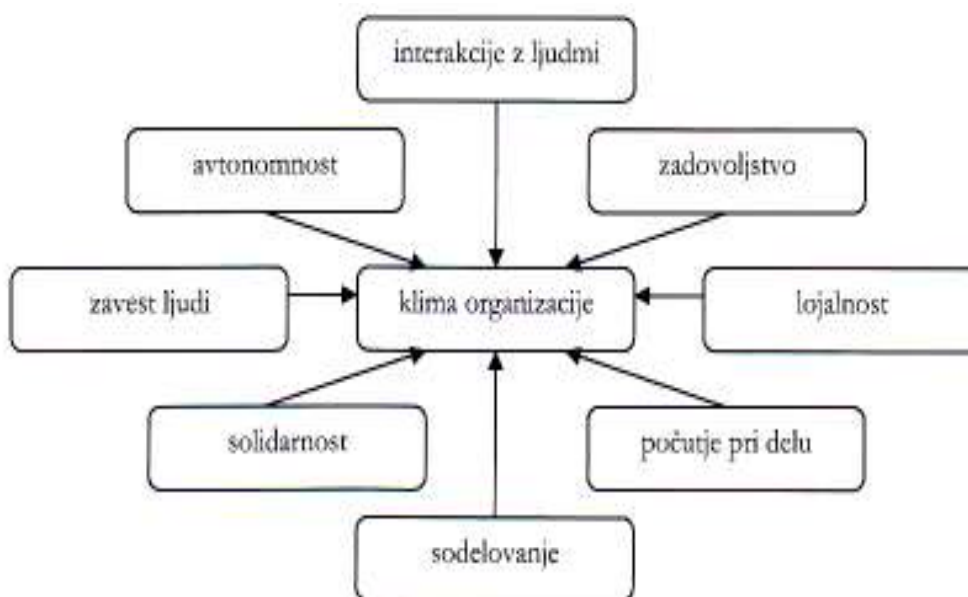 interakcije z ljudmi
avtonomnost
zadovoljstvo
zavest ljudi
klima organizacije
lojalnost
solidarnost
počutje pri delu
sodelovanje